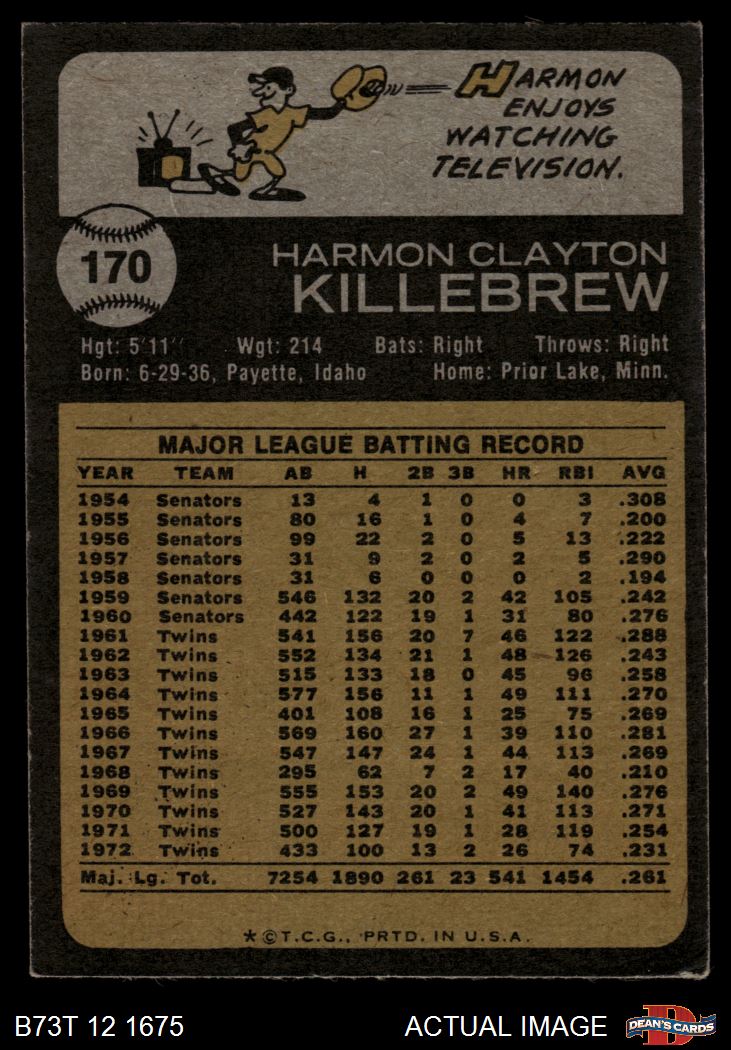 HARMON
ENJOYS
WATCHING
TELEVISION.
170
HARMON CLAYTON
KILLEBREW
Hgt: 5'11" Wgt: 214 Bats: Right Throws: Right
Born: 6-29-36, Payette, Idaho Home: Prior Lake, Minn.
MAJOR LEAGUE BATTING RECORD
YEAR TEAM AB H 2B 3B HR RBI AVG
1954 Senators 13 4 1 0 0 3 .308
1955 Senators 80 16 1 0 4 7 .200
1956 Senators 99 22 2 0 5 13 .222
1957 Senators 31 9 2 0 2 5 .290
1958 Senators 31 6 0 0 0 2 .194
1959 Senators 546 132 20 2 42 105 .242
1960 Senators 442 122 19 1 31 80 .276
1961 Twins 541 156 20 7 46 122 .288
1962 Twins 552 134 21 1 48 126 .243
1963 Twins 515 133 18 0 45 96 .258
1964 Twins 577 156 11 1 49 111 .270
1965 Twins 401 108 16 1 25 75 .269
1966 Twins 569 160 27 1 39 110 .281
1967 Twins 547 147 24 1 44 113 .269
1968 Twins 295 62 7 2 17 40 .210
1969 Twins 555 153 20 2 49 140 .276
1970 Twins 527 143 20 1 41 113 .271
1971 Twins 500 127 19 1 28 119 .254
1972 Twins 433 100 13 2 26 74 .231
Maj. Lg. Tot. 7254 1890 261 23 541 1454 .261
*©T.C.G., PRTD. IN U.S.A.
B73T 12 1675 ACTUAL IMAGE D DEAN'S CARDS